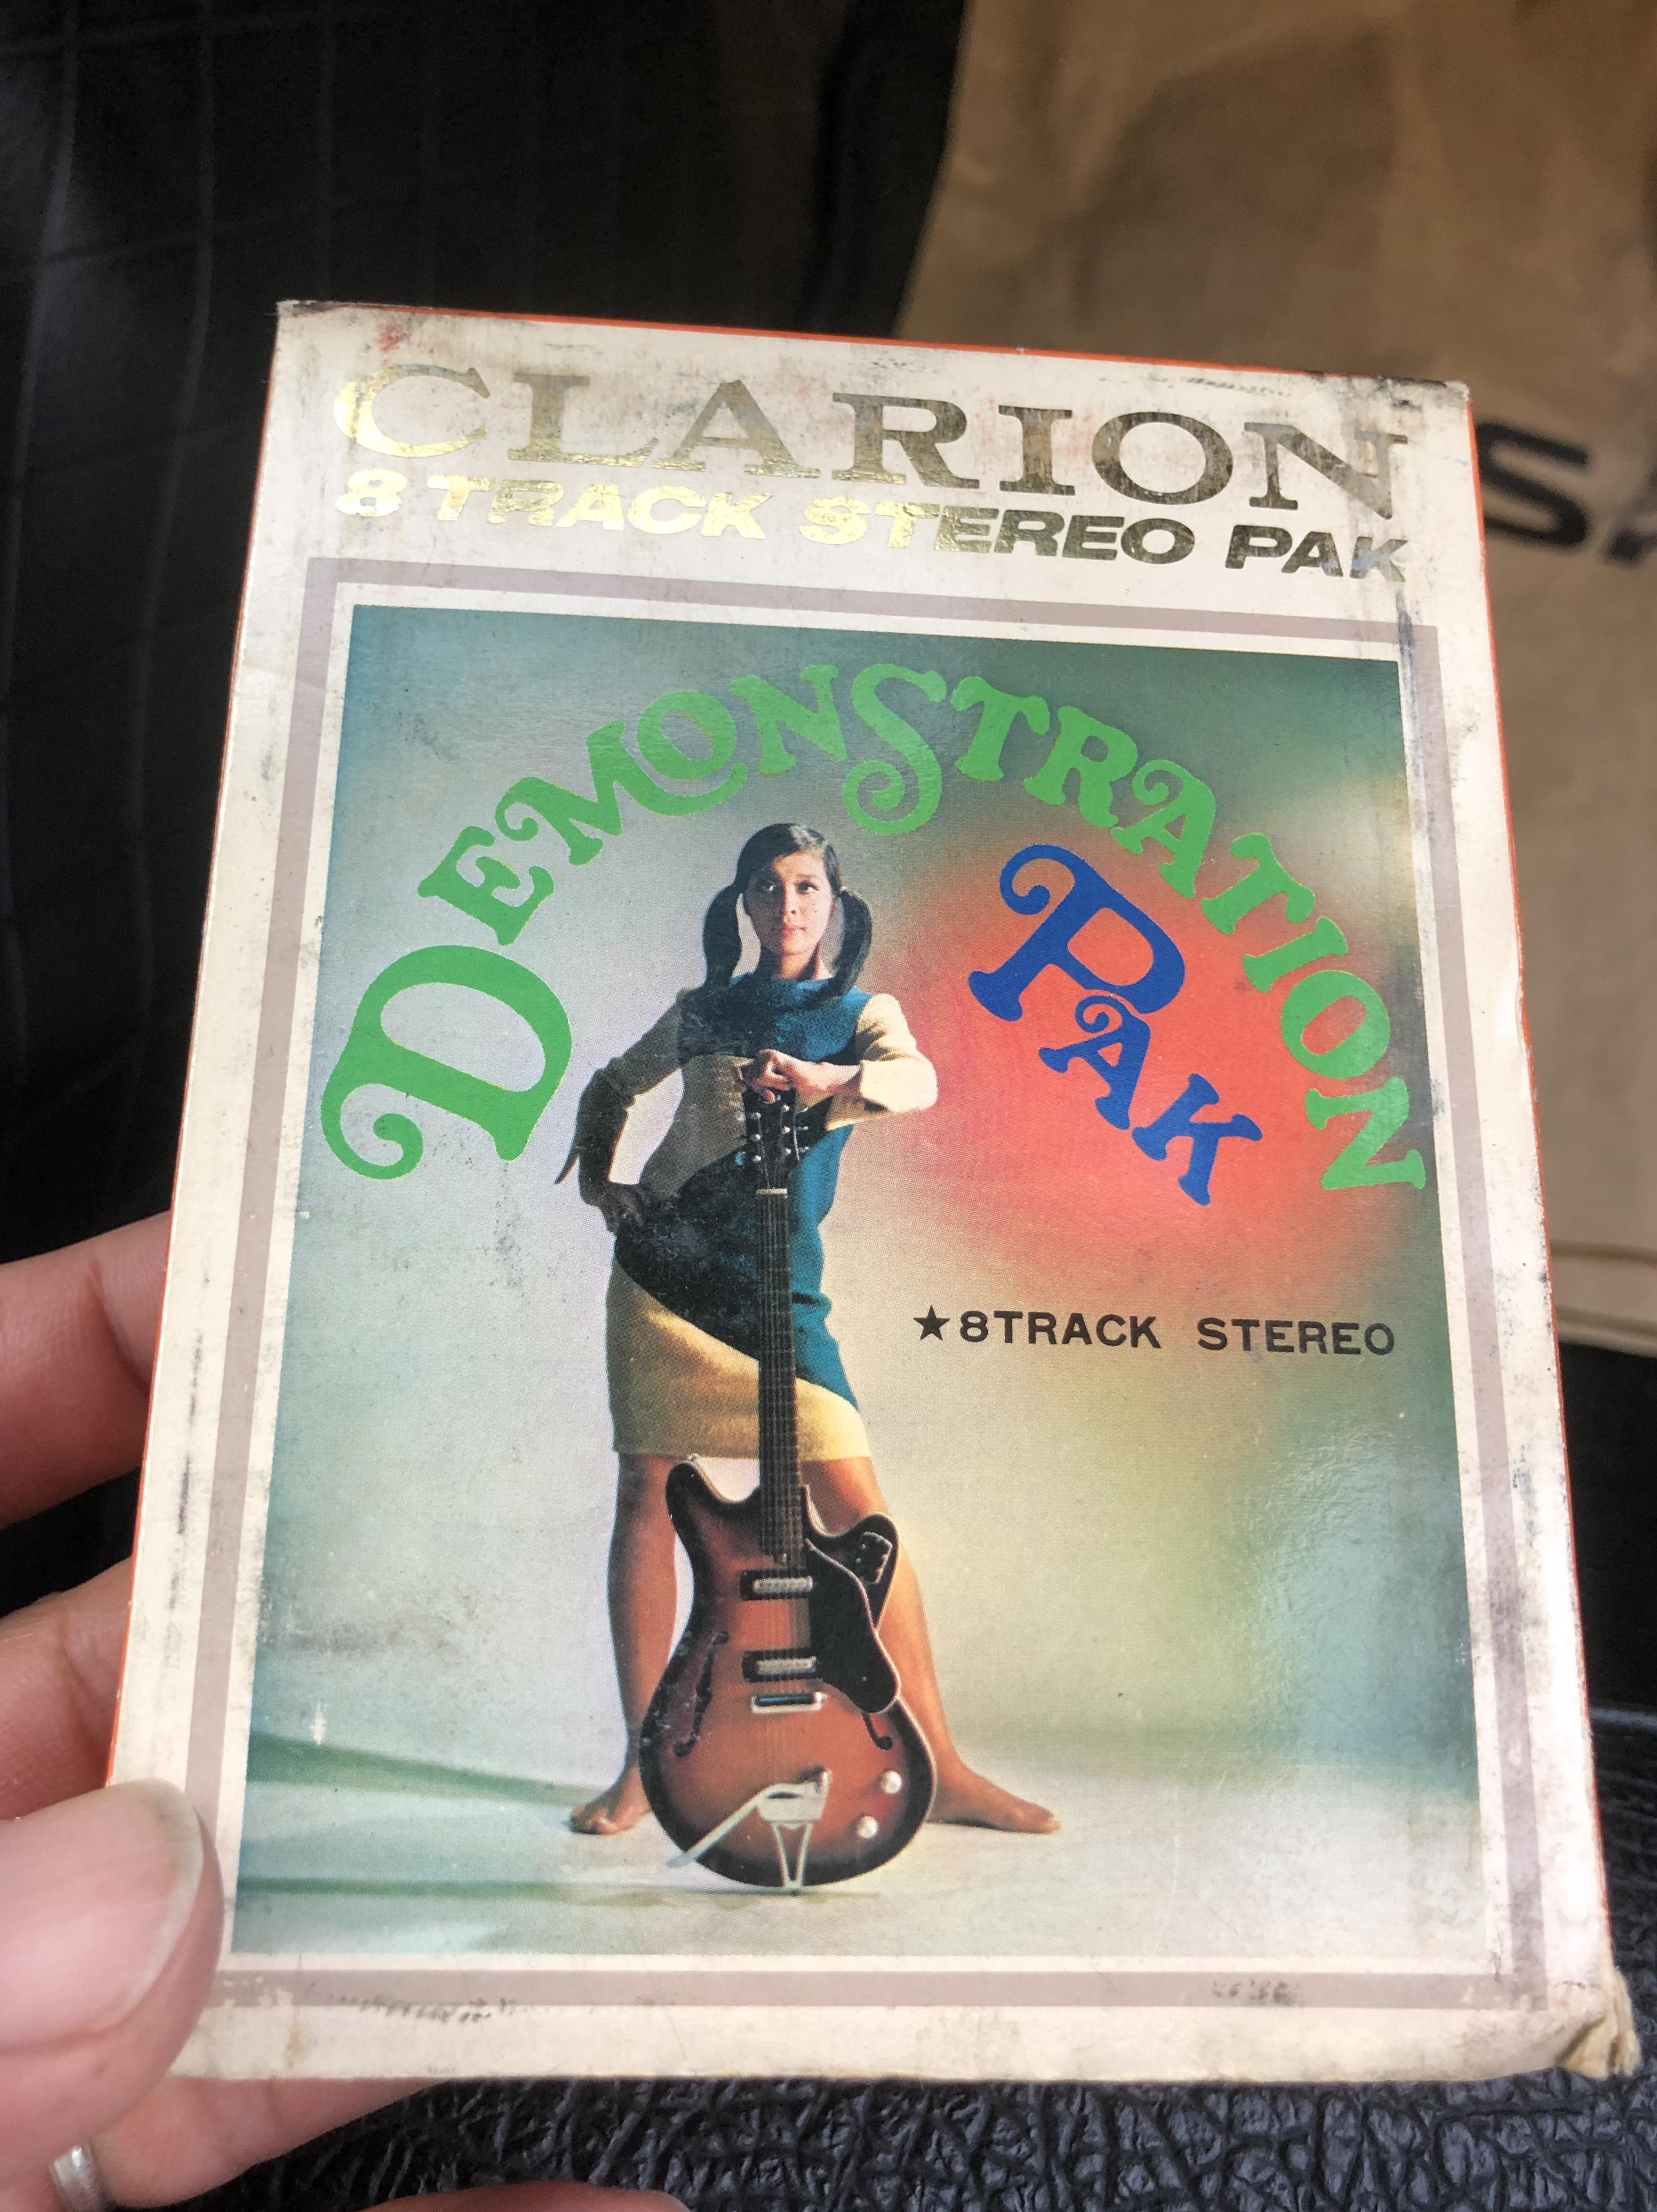 CLARION
8 TRACK STEREO PAK
DEMONSTRATION
PAK
★8TRACK STEREO